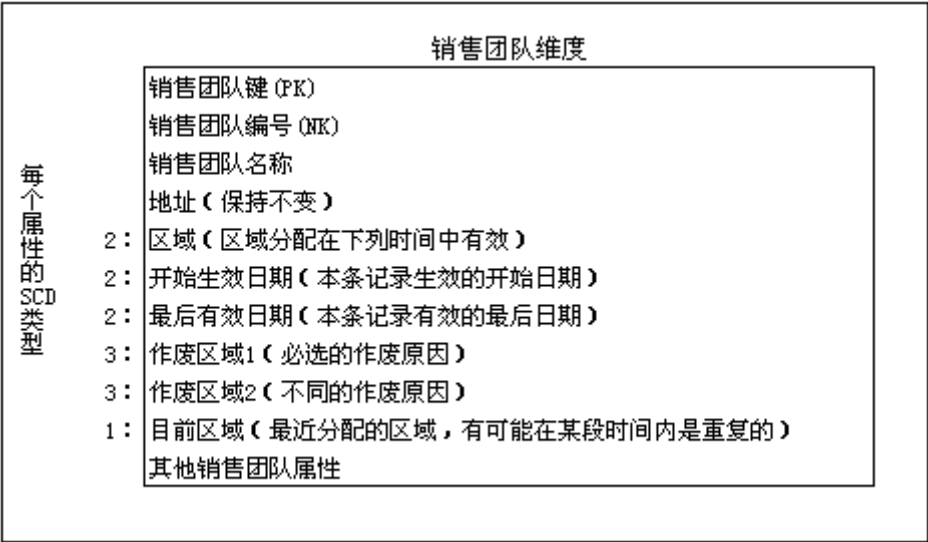 销售团队维度
销售团队键(PK)
销售团队编号(NK)
销售团队名称
地址(保持不变)
每个属性的SCD类型
2: 区域(区域分配在下列时间中有效)
2: 开始生效日期(本条记录生效的开始日期)
2: 最后有效日期(本条记录有效的最后日期)
3: 作废区域1(必选的作废原因)
3: 作废区域2(不同的作废原因)
1: 目前区域(最近分配的区域,有可能在某段时间内是重复的)
其他销售团队属性